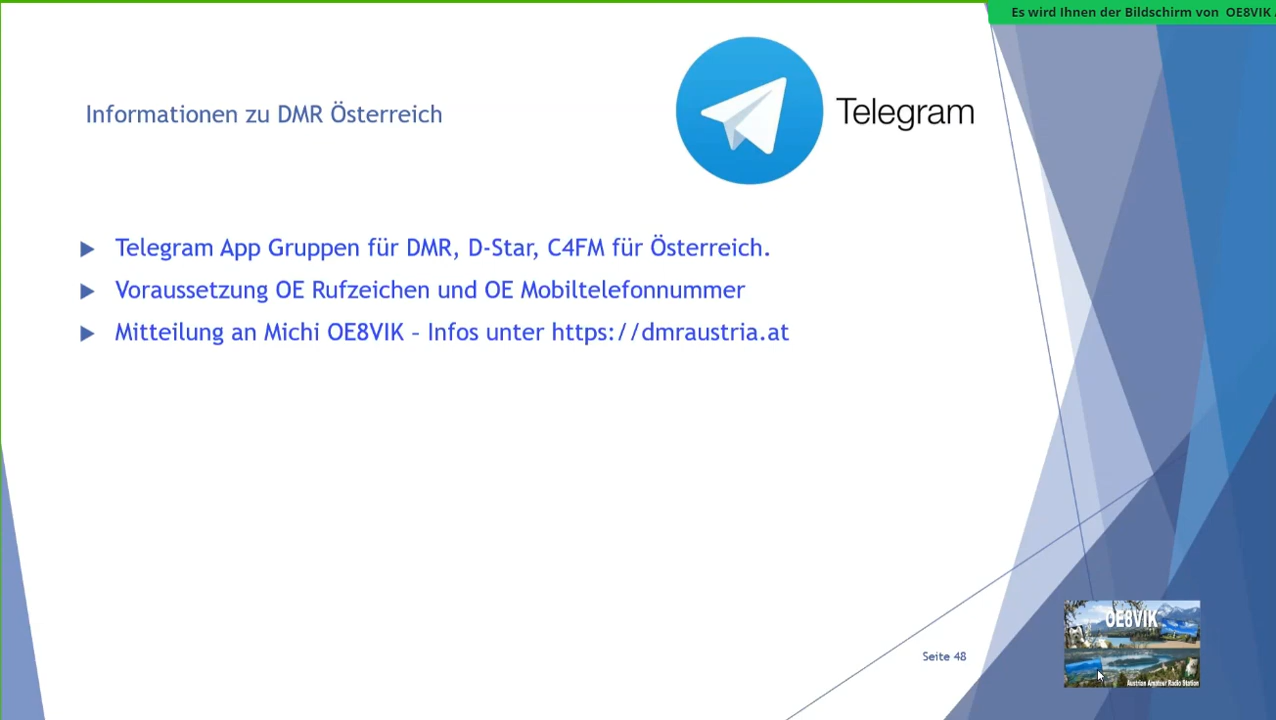 Es wird Ihnen der Bildschirm von OE8VIK
Telegram
Informationen zu DMR Österreich
Telegram App Gruppen für DMR, D-Star, C4FM für Österreich.
Voraussetzung OE Rufzeichen und OE Mobiltelefonnummer
Mitteilung an Michi OE8VIK – Infos unter https://dmraustria.at
OE8VIK
Austrian Amateur Radio Station
Seite 48